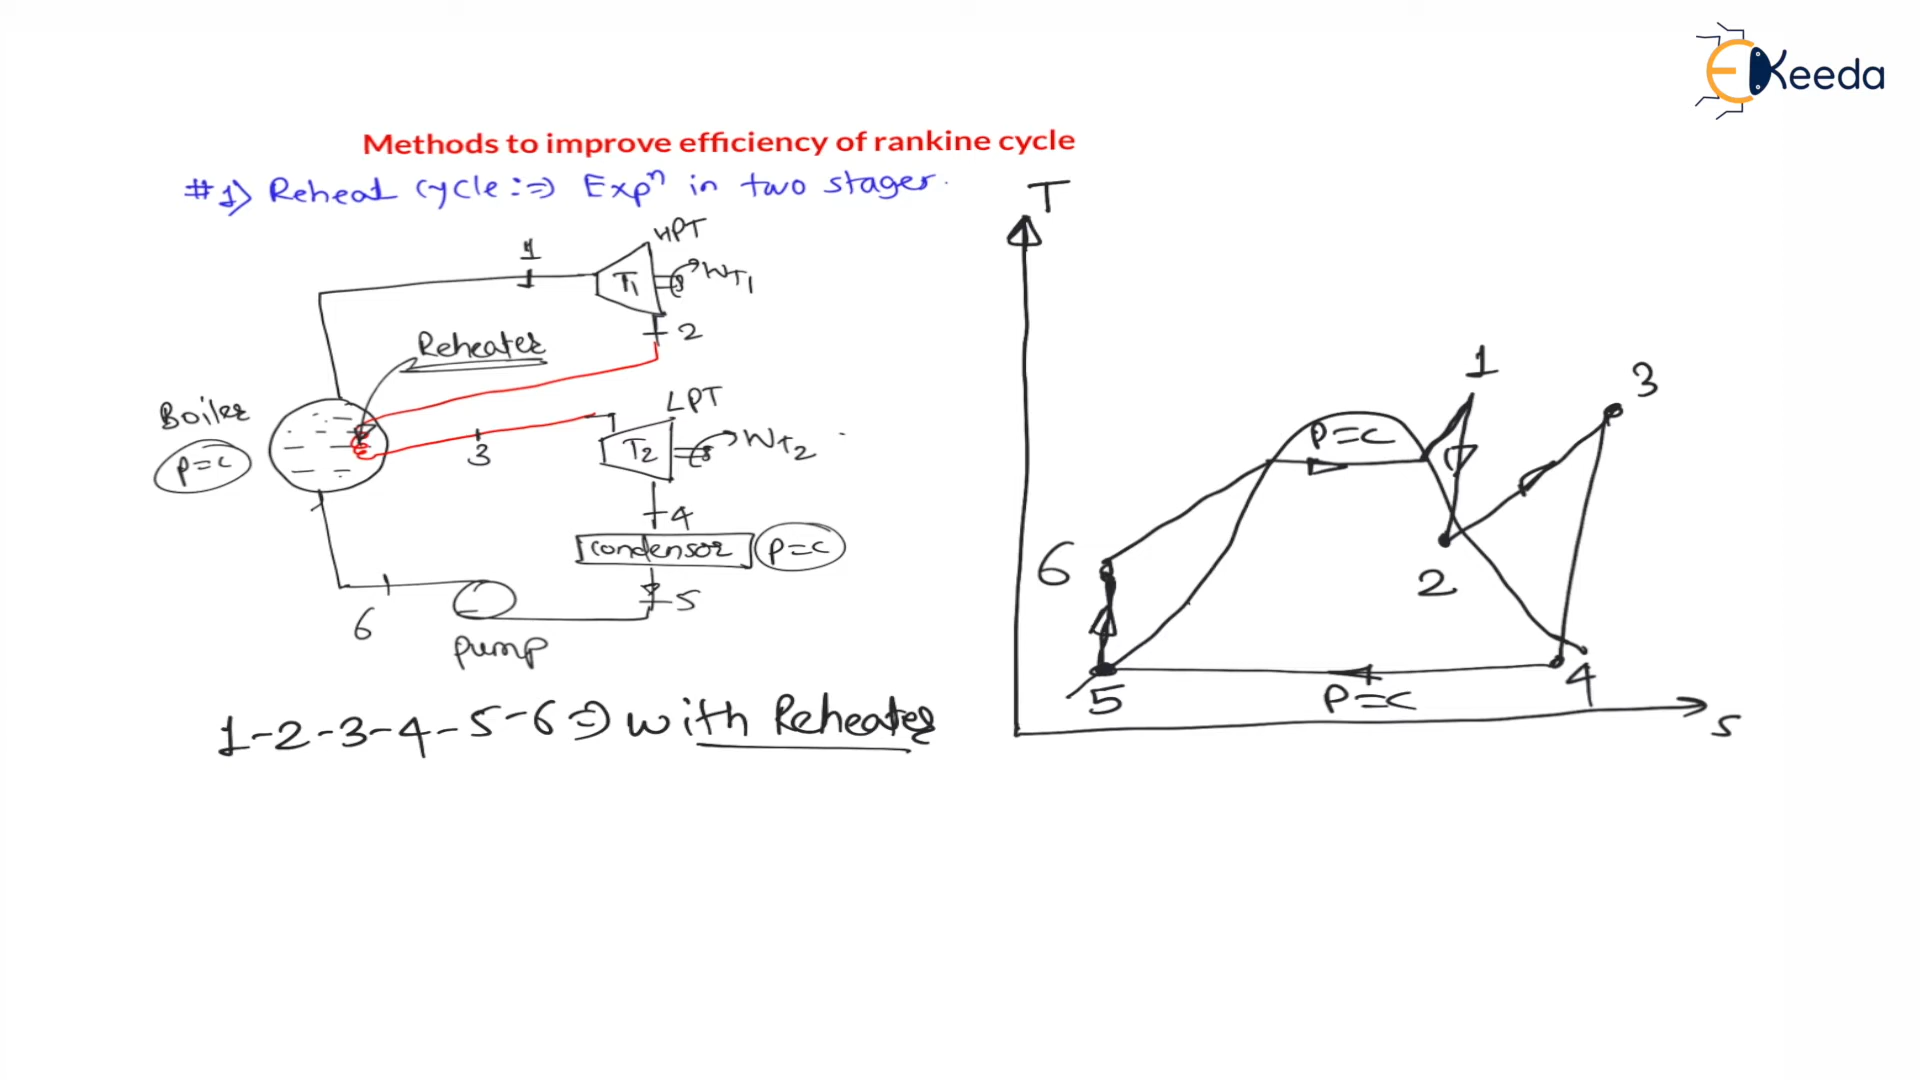 EKeeda
Methods to improve efficiency of rankine cycle
#1) Reheat cycle :⇒ Expⁿ in two stages.
T
1
HPT
T1
WT1
2
Reheater
Boiler
P=c
3
LPT
T2
WT2
4
Condensor
P=c
5
6
pump
1-2-3-4-5-6 ⇒ with Reheater
1
3
P=c
6
2
5
P=c
4
s